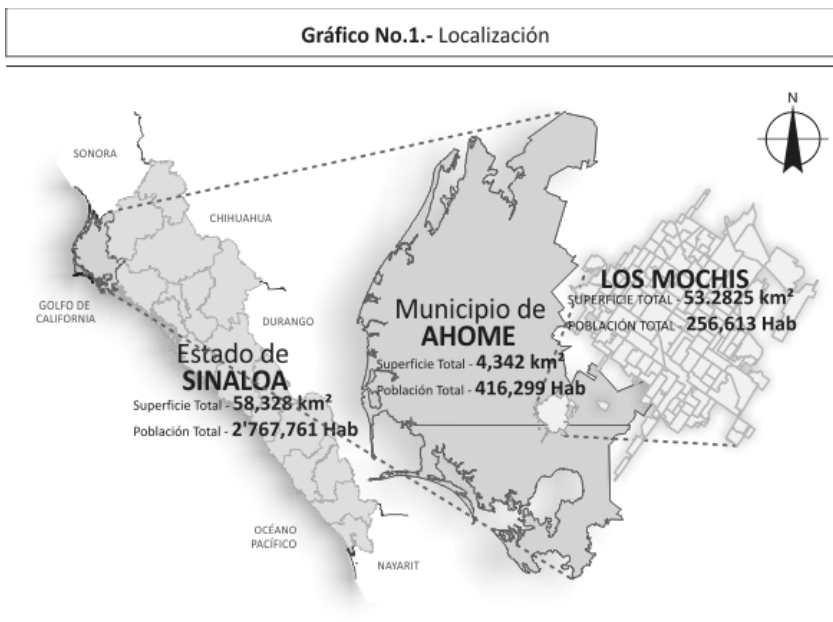 Gráfico No.1.- Localización
N
SONORA
CHIHUAHUA
GOLFO DE
CALIFORNIA
DURANGO
Estado de
SINALOA
Superficie Total - 58,328 km²
Población Total - 2'767,761 Hab
OCÉANO
PACÍFICO
NAYARIT
Municipio de
AHOME
Superficie Total - 4,342 km²
Población Total - 416,299 Hab
LOS MOCHIS
SUPERFICIE TOTAL - 53.2825 km²
POBLACIÓN TOTAL - 256,613 Hab